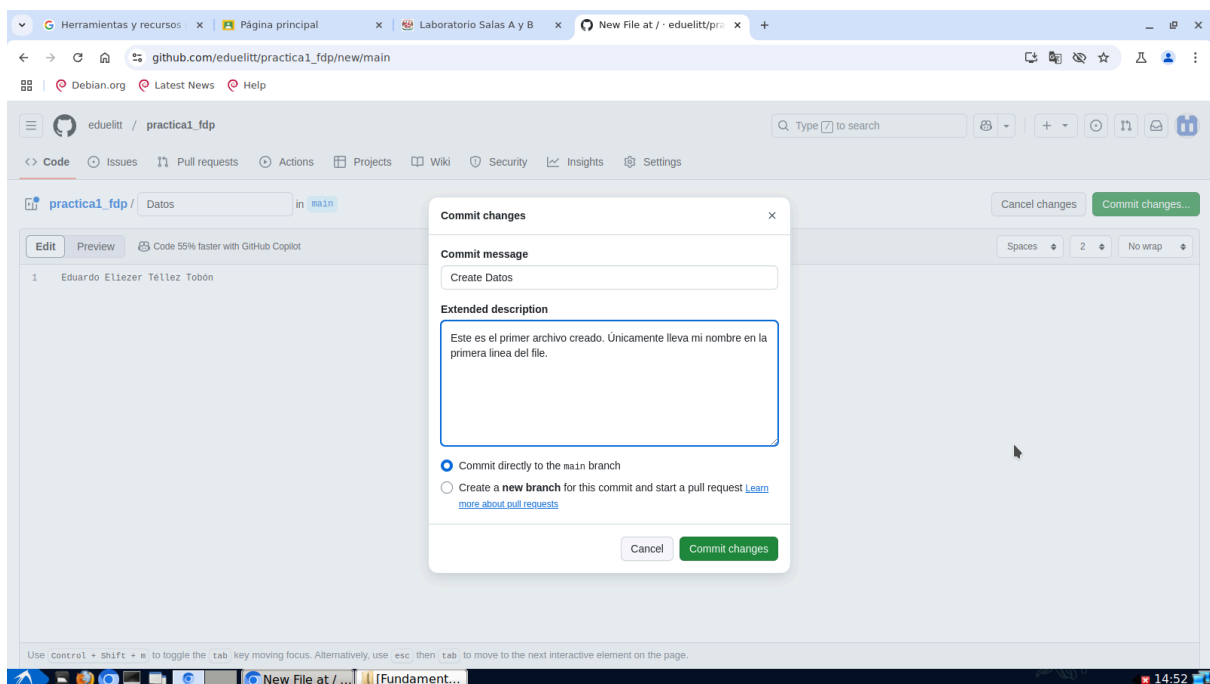 Herramientas y recursos
Página principal
Laboratorio Salas A y B
New File at / · eduelitt/pra
github.com/eduelitt/practica1_fdp/new/main
Debian.org
Latest News
Help
eduelitt / practica1_fdp
Type / to search
Code
Issues
Pull requests
Actions
Projects
Wiki
Security
Insights
Settings
practica1_fdp / Datos in main
Cancel changes
Commit changes...
Edit
Preview
Code 55% faster with GitHub Copilot
Spaces
2
No wrap
1 Eduardo Eliezer Téllez Tobón
Commit changes
Commit message
Create Datos
Extended description
Este es el primer archivo creado. Únicamente lleva mi nombre en la
primera linea del file.
Commit directly to the main branch
Create a new branch for this commit and start a pull request Learn
more about pull requests
Cancel
Commit changes
Use Control + Shift + m to toggle the tab key moving focus. Alternatively, use esc then tab to move to the next interactive element on the page.
New File at / ...
[Fundament...
14:52